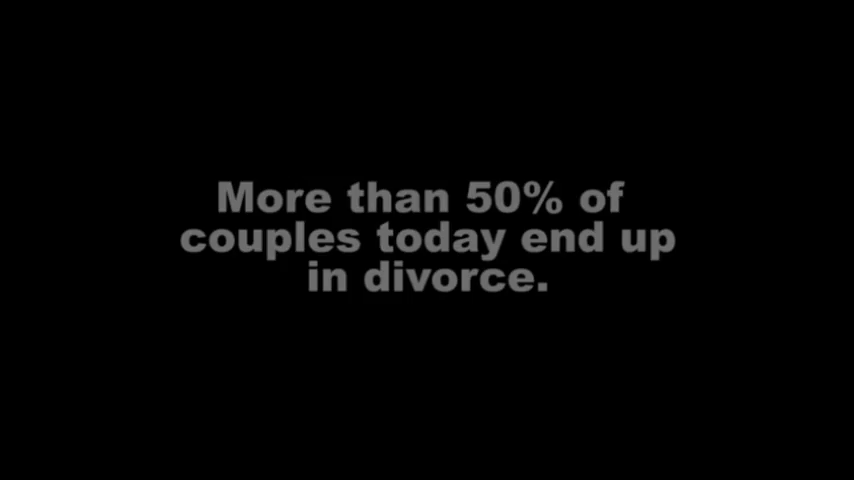 More than 50% of
couples today end up
in divorce.